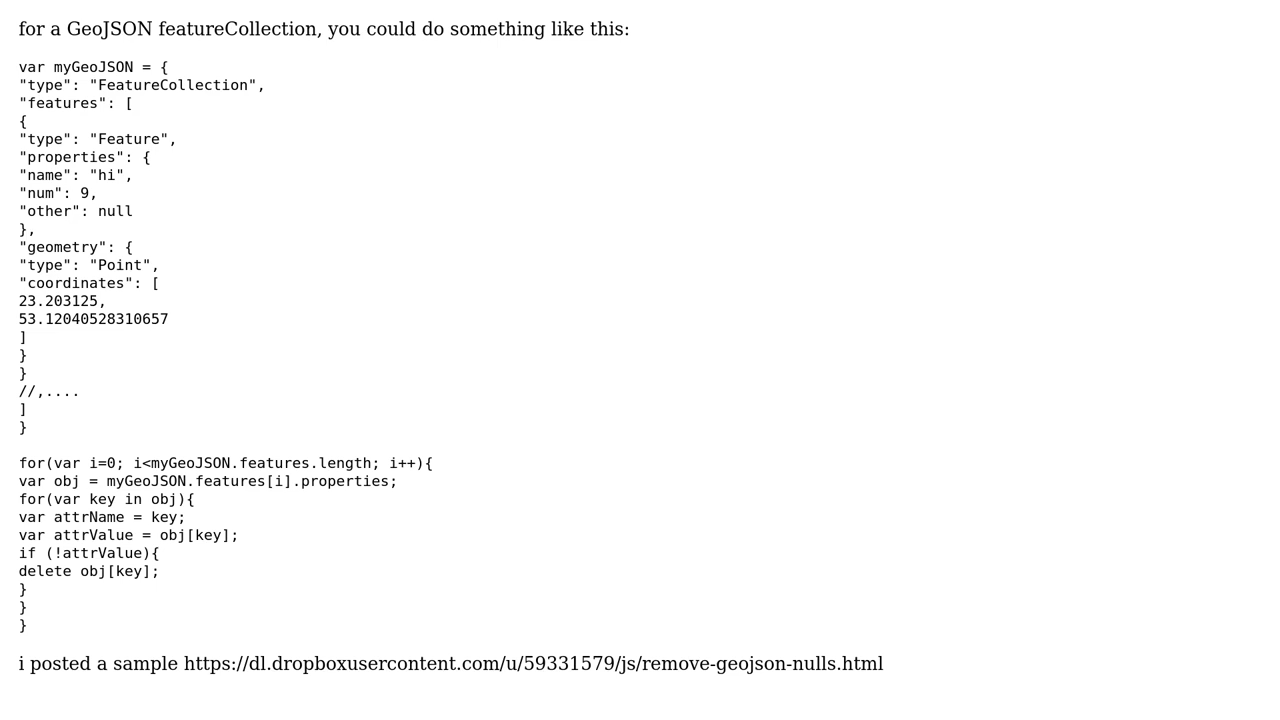 for a GeoJSON featureCollection, you could do something like this:
var myGeoJSON = {
"type": "FeatureCollection",
"features": [
{
"type": "Feature",
"properties": {
"name": "hi",
"num": 9,
"other": null
},
"geometry": {
"type": "Point",
"coordinates": [
23.203125,
53.12040528310657
]
}
}
//,....
]
}
for(var i=0; i<myGeoJSON.features.length; i++){
var obj = myGeoJSON.features[i].properties;
for(var key in obj){
var attrName = key;
var attrValue = obj[key];
if (!attrValue){
delete obj[key];
}
}
}
i posted a sample https://dl.dropboxusercontent.com/u/59331579/js/remove-geojson-nulls.html